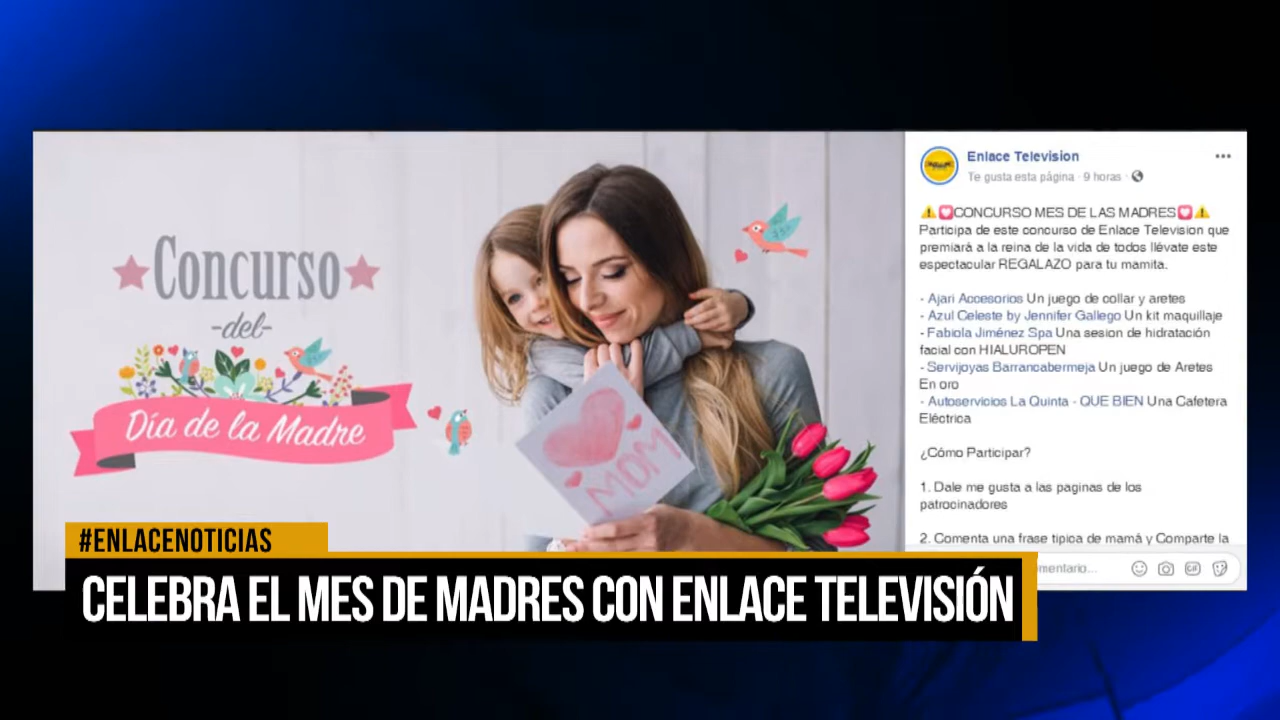 Concurso
-del-
Día de la Madre
MOM
Enlace Television
Te gusta esta página · 9 horas ·
⚠️💟CONCURSO MES DE LAS MADRES💟⚠️
Participa de este concurso de Enlace Television que
premiará a la reina de la vida de todos llévate este
espectacular REGALAZO para tu mamita.
- Ajari Accesorios Un juego de collar y aretes
- Azul Celeste by Jennifer Gallego Un kit maquillaje
- Fabiola Jiménez Spa Una sesion de hidratación
facial con HIALUROPEN
- Servijoyas Barrancabermeja Un juego de Aretes
En oro
- Autoservicios La Quinta - QUE BIEN Una Cafetera
Eléctrica
¿Cómo Participar?
1. Dale me gusta a las paginas de los
patrocinadores
2. Comenta una frase tipica de mamá y Comparte la
mentario...
GIF
#ENLACENOTICIAS
CELEBRA EL MES DE MADRES CON ENLACE TELEVISIÓN